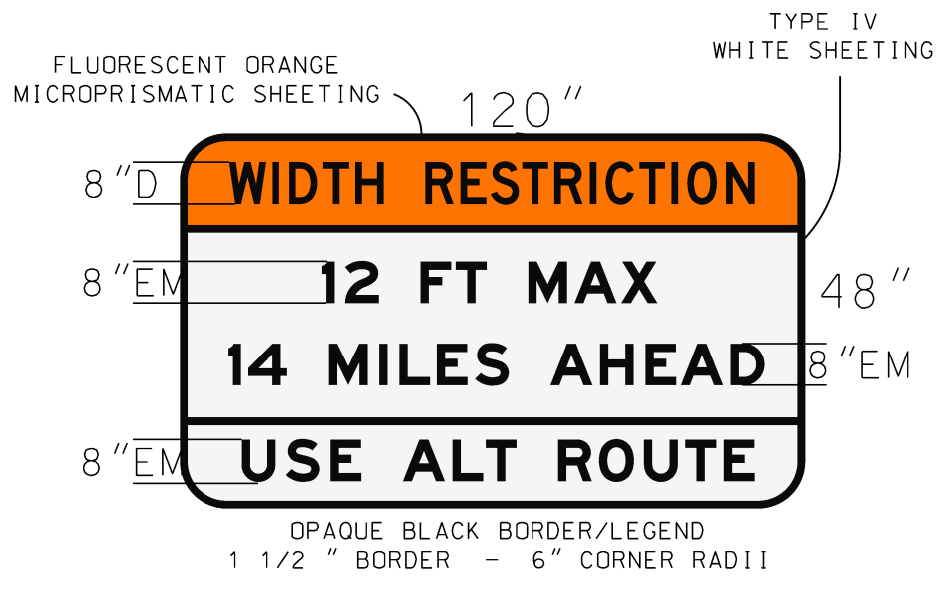 TYPE IV
WHITE SHEETING
FLUORESCENT ORANGE
MICROPRISMATIC SHEETING
120"
8"D
WIDTH RESTRICTION
8"EM
12 FT MAX
48"
14 MILES AHEAD
8"EM
8"EM
USE ALT ROUTE
OPAQUE BLACK BORDER/LEGEND
1 1/2 " BORDER - 6" CORNER RADII